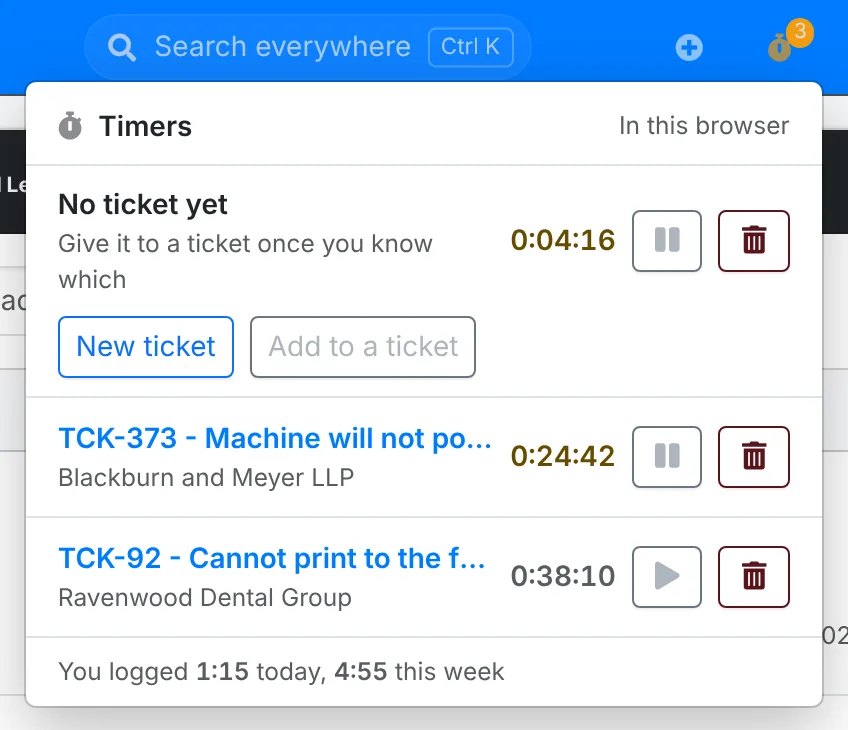 Search everywhere Ctrl K
3
Timers In this browser
No ticket yet
Give it to a ticket once you know
which
0:04:16
New ticket Add to a ticket
TCK-373 - Machine will not po...
Blackburn and Meyer LLP
0:24:42
TCK-92 - Cannot print to the f...
Ravenwood Dental Group
0:38:10
02
You logged 1:15 today, 4:55 this week